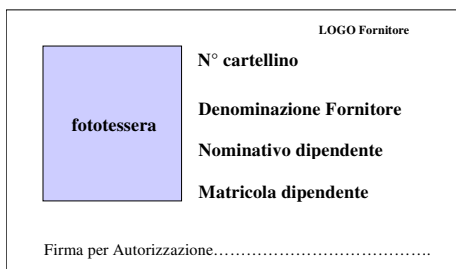 LOGO Fornitore
N° cartellino
Denominazione Fornitore
fototessera
Nominativo dipendente
Matricola dipendente
Firma per Autorizzazione…………………………………..